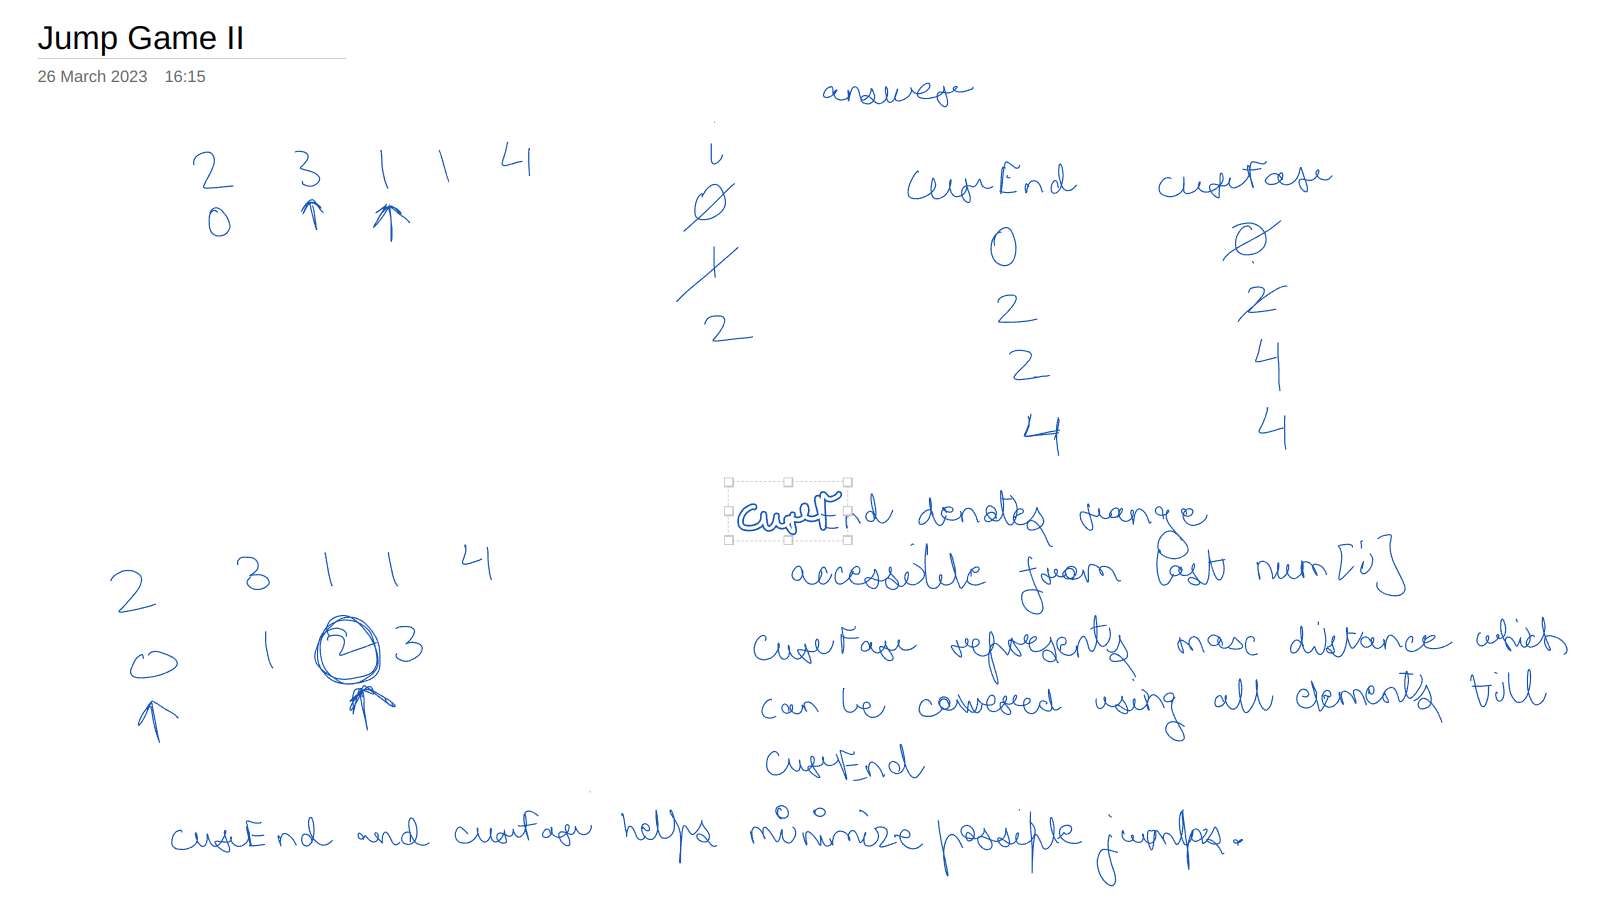 Jump Game II
26 March 2023 16:15
answer
2 3 1 1 4
0
i currEnd currFar
0 0 0
1 2 2
2 2 4
4 4
currEnd denotes range
accessible from last num[i]
currFar represents max distance which
can be covered using all elements till
currEnd
2 3 1 1 4
0 1 2 3
currEnd and currFar helps minimize possible jumps.